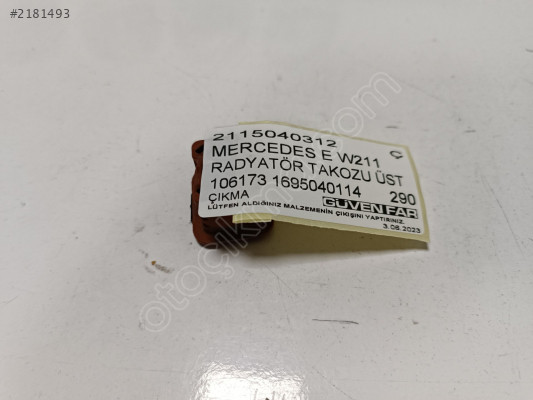 #2181493
2115040312
MERCEDES E W211 Ç
RADYATÖR TAKOZU ÜST
106173 1695040114 290
ÇIKMA GÜVEN FAR
LÜTFEN ALDIĞINIZ MALZEMENİN ÇIKIŞINI YAPTIRINIZ.
3.06.2023